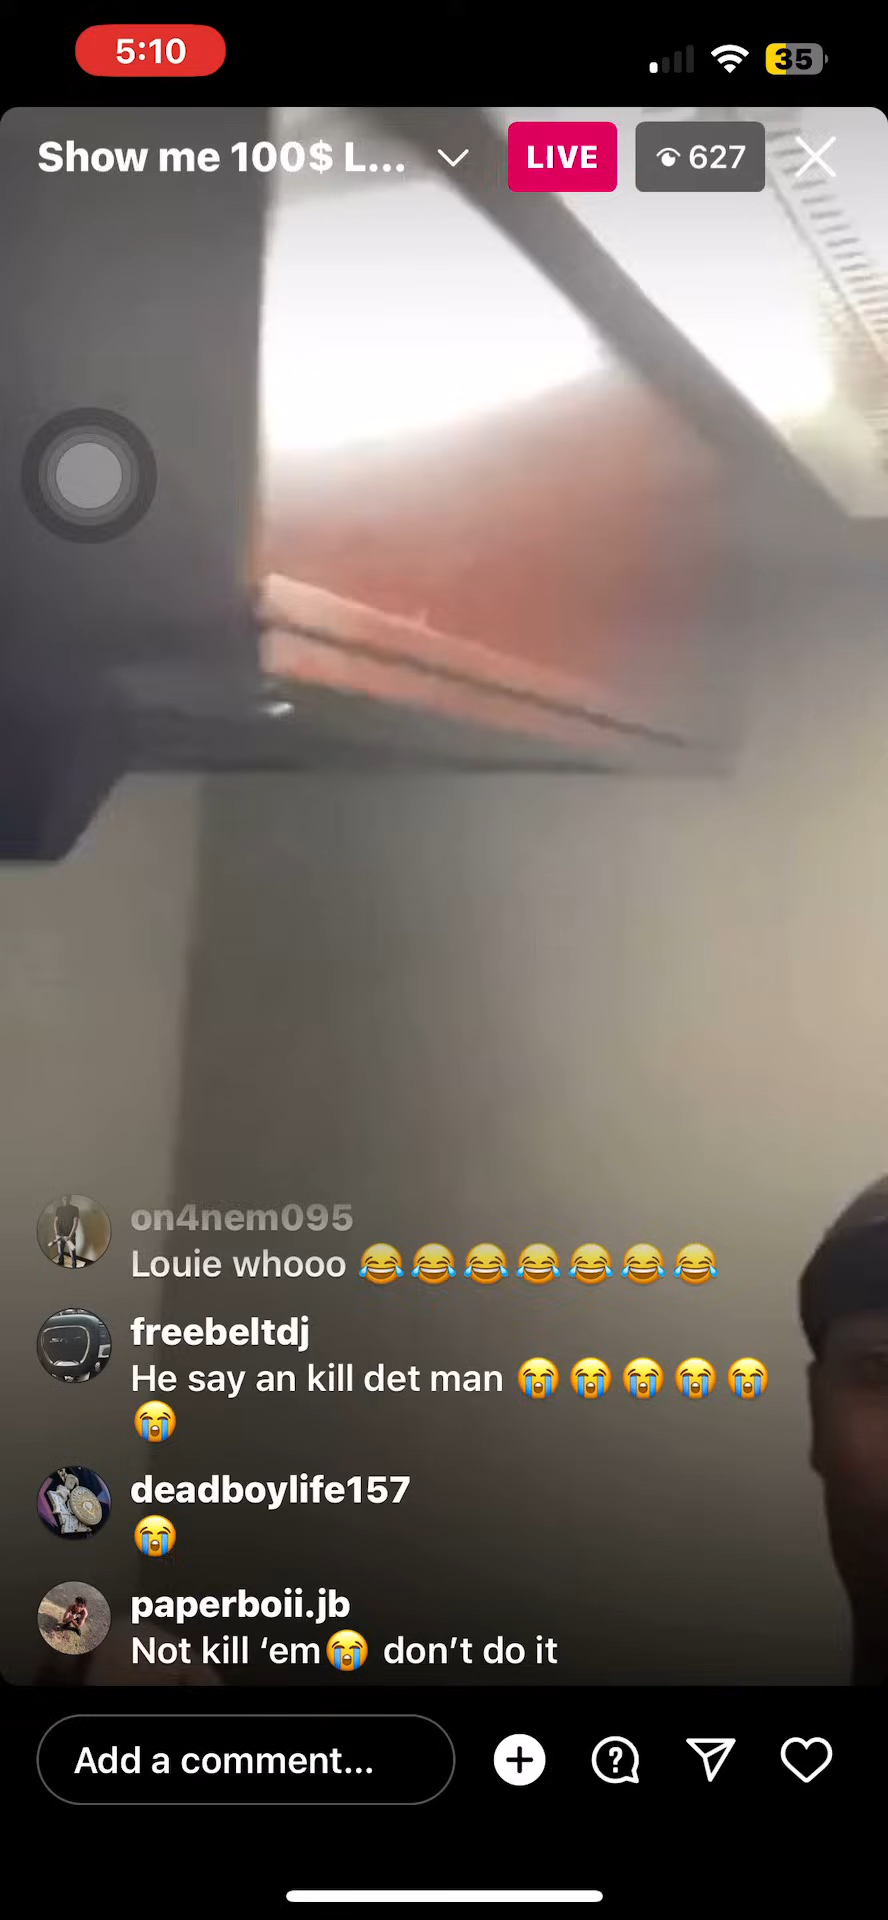 5:10
35
Show me 100$ L...
LIVE
627
on4nem095
Louie whooo 😂😂😂😂😂😂😂
freebeltdj
He say an kill det man 😭😭😭😭😭
😭
deadboylife157
😭
paperboii.jb
Not kill ‘em😭 don’t do it
Add a comment...